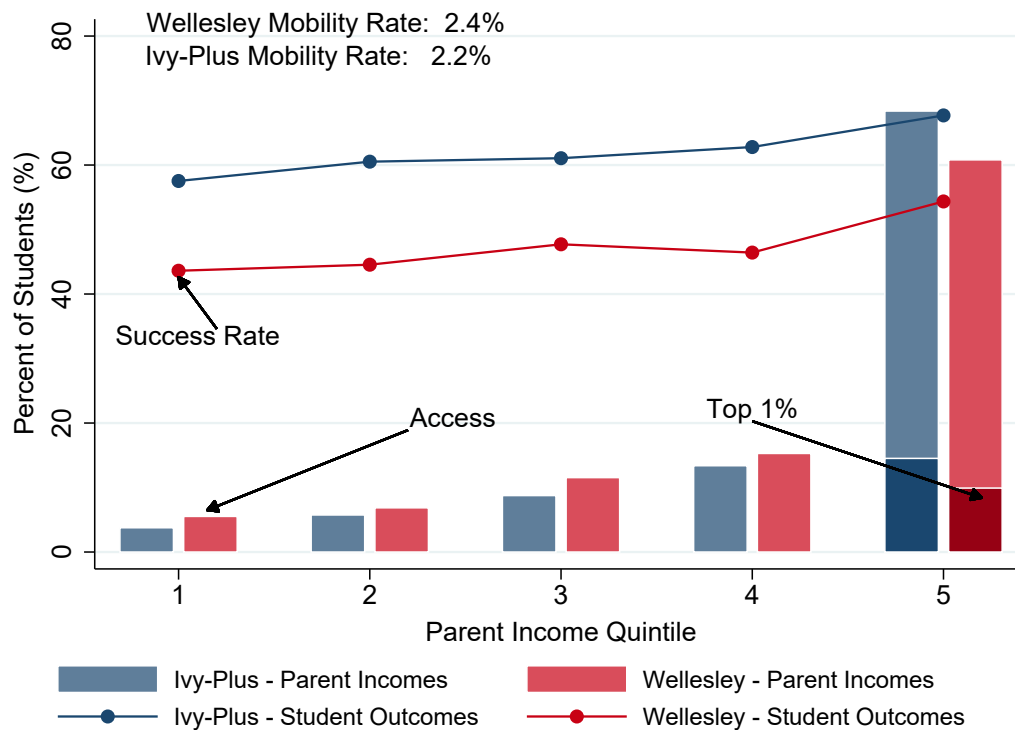 Wellesley Mobility Rate: 2.4%
Ivy-Plus Mobility Rate: 2.2%
Percent of Students (%)
80
60
40
20
0
Success Rate
Access
Top 1%
1 2 3 4 5
Parent Income Quintile
Ivy-Plus - Parent Incomes
Wellesley - Parent Incomes
Ivy-Plus - Student Outcomes
Wellesley - Student Outcomes